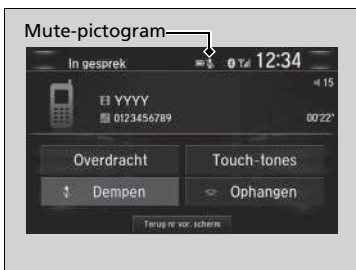 Mute-pictogram
In gesprek
12:34
15
YYYY
0123456789
00'22"
Overdracht
Touch-tones
Dempen
Ophangen
Terug nr vor. scherm